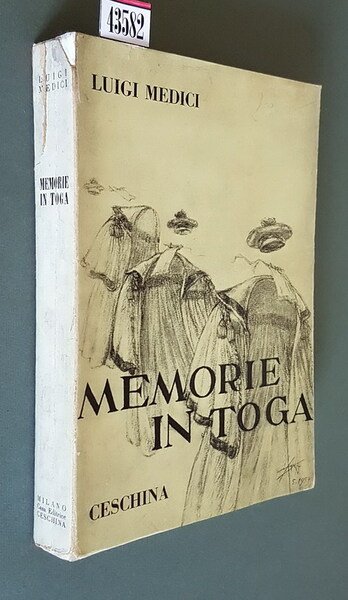 43582
LUIGI
MEDICI
MEMORIE
IN TOGA
MILANO
Casa Editrice
CESCHINA
LUIGI MEDICI
MEMORIE
IN TOGA
CESCHINA